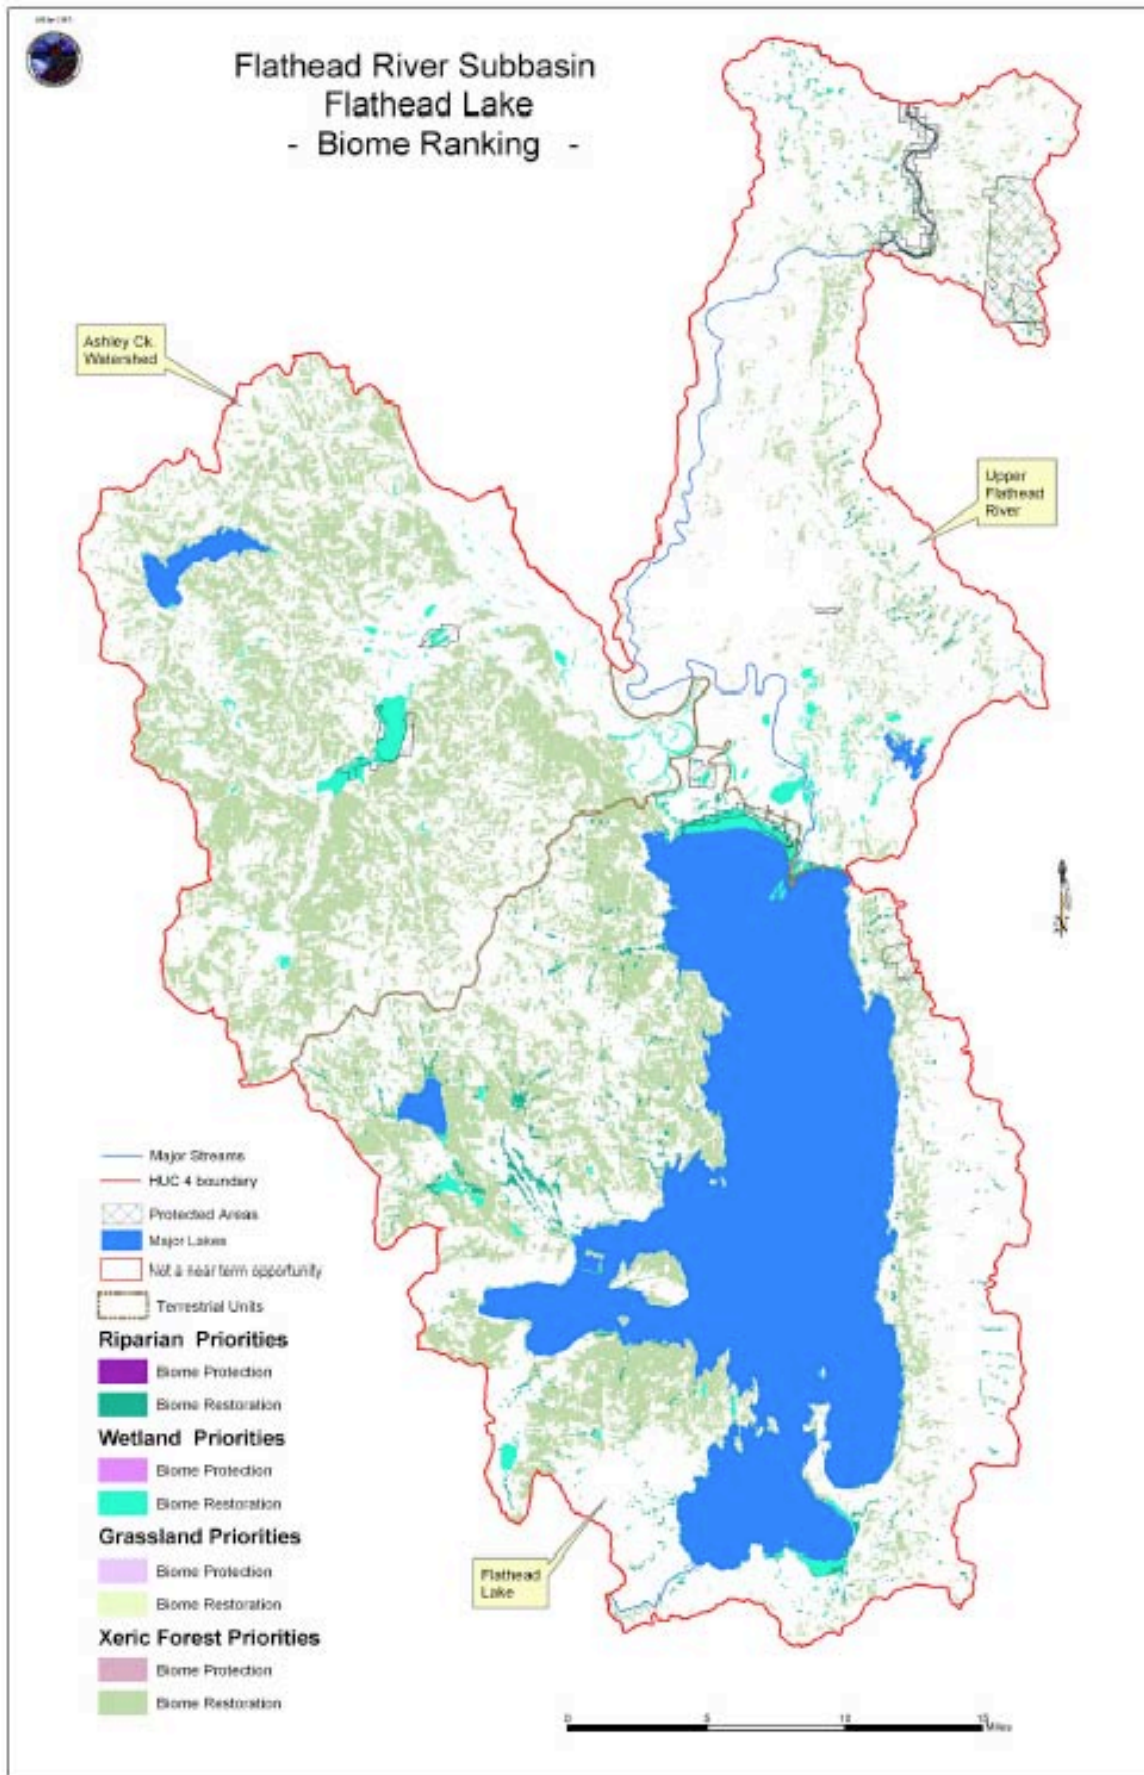 Flathead River Subbasin
Flathead Lake
- Biome Ranking -
Ashley Ck.
Watershed
Upper
Flathead
River
Major Streams
HUC 4 boundary
Protected Areas
Major Lakes
Not a near term opportunity
Terrestrial Units
Riparian Priorities
Biome Protection
Biome Restoration
Wetland Priorities
Biome Protection
Biome Restoration
Grassland Priorities
Biome Protection
Biome Restoration
Xeric Forest Priorities
Biome Protection
Biome Restoration
Flathead
Lake
0 5 10 15
Miles